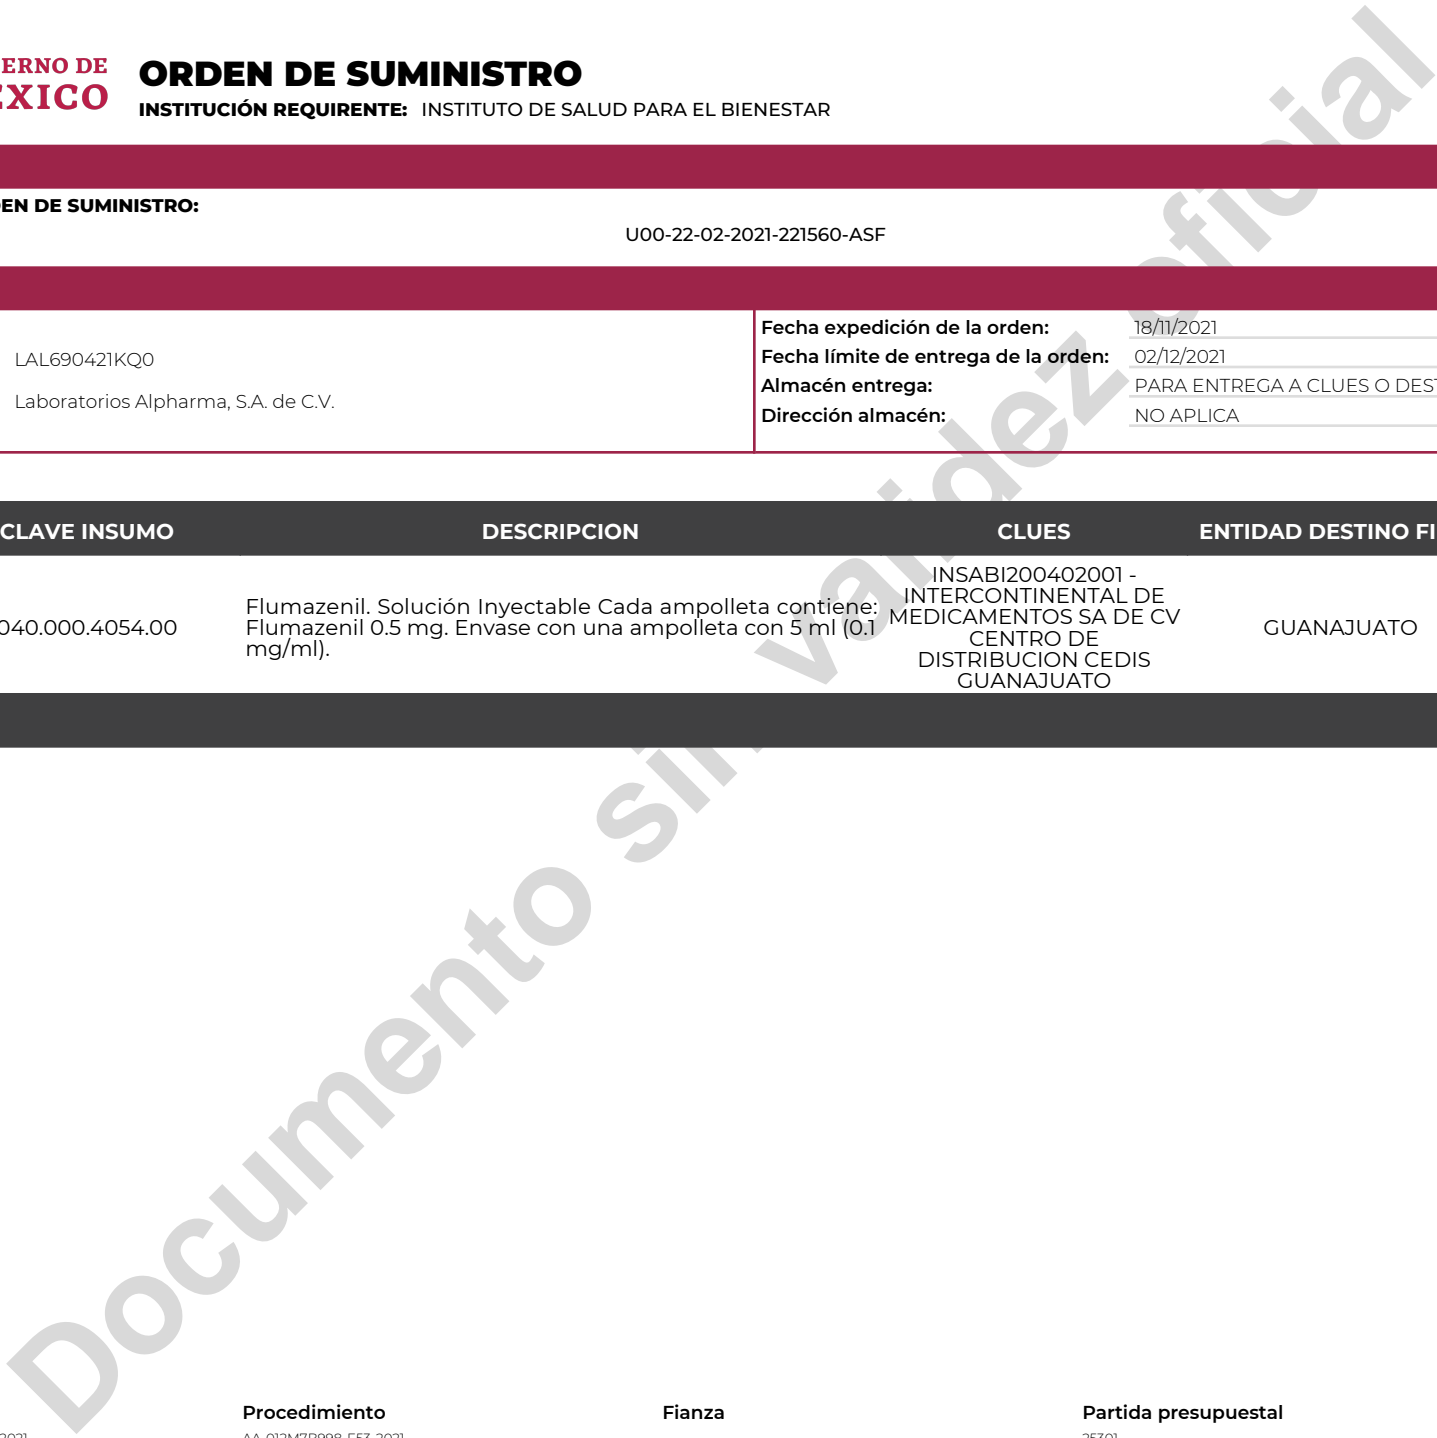 ERNO DE
ÉXICO
ORDEN DE SUMINISTRO
INSTITUCIÓN REQUIRENTE: INSTITUTO DE SALUD PARA EL BIENESTAR
EN DE SUMINISTRO:
U00-22-02-2021-221560-ASF
LAL690421KQ0
Laboratorios Alpharma, S.A. de C.V.
Fecha expedición de la orden: 18/11/2021
Fecha límite de entrega de la orden: 02/12/2021
Almacén entrega: PARA ENTREGA A CLUES O DEST
Dirección almacén: NO APLICA
CLAVE INSUMO DESCRIPCION CLUES ENTIDAD DESTINO FI
040.000.4054.00
Flumazenil. Solución Inyectable Cada ampolleta contiene:
Flumazenil 0.5 mg. Envase con una ampolleta con 5 ml (0.1
mg/ml).
INSABI200402001 -
INTERCONTINENTAL DE
MEDICAMENTOS SA DE CV
CENTRO DE
DISTRIBUCION CEDIS
GUANAJUATO
GUANAJUATO
Documento sin validez oficial
Procedimiento Fianza Partida presupuestal